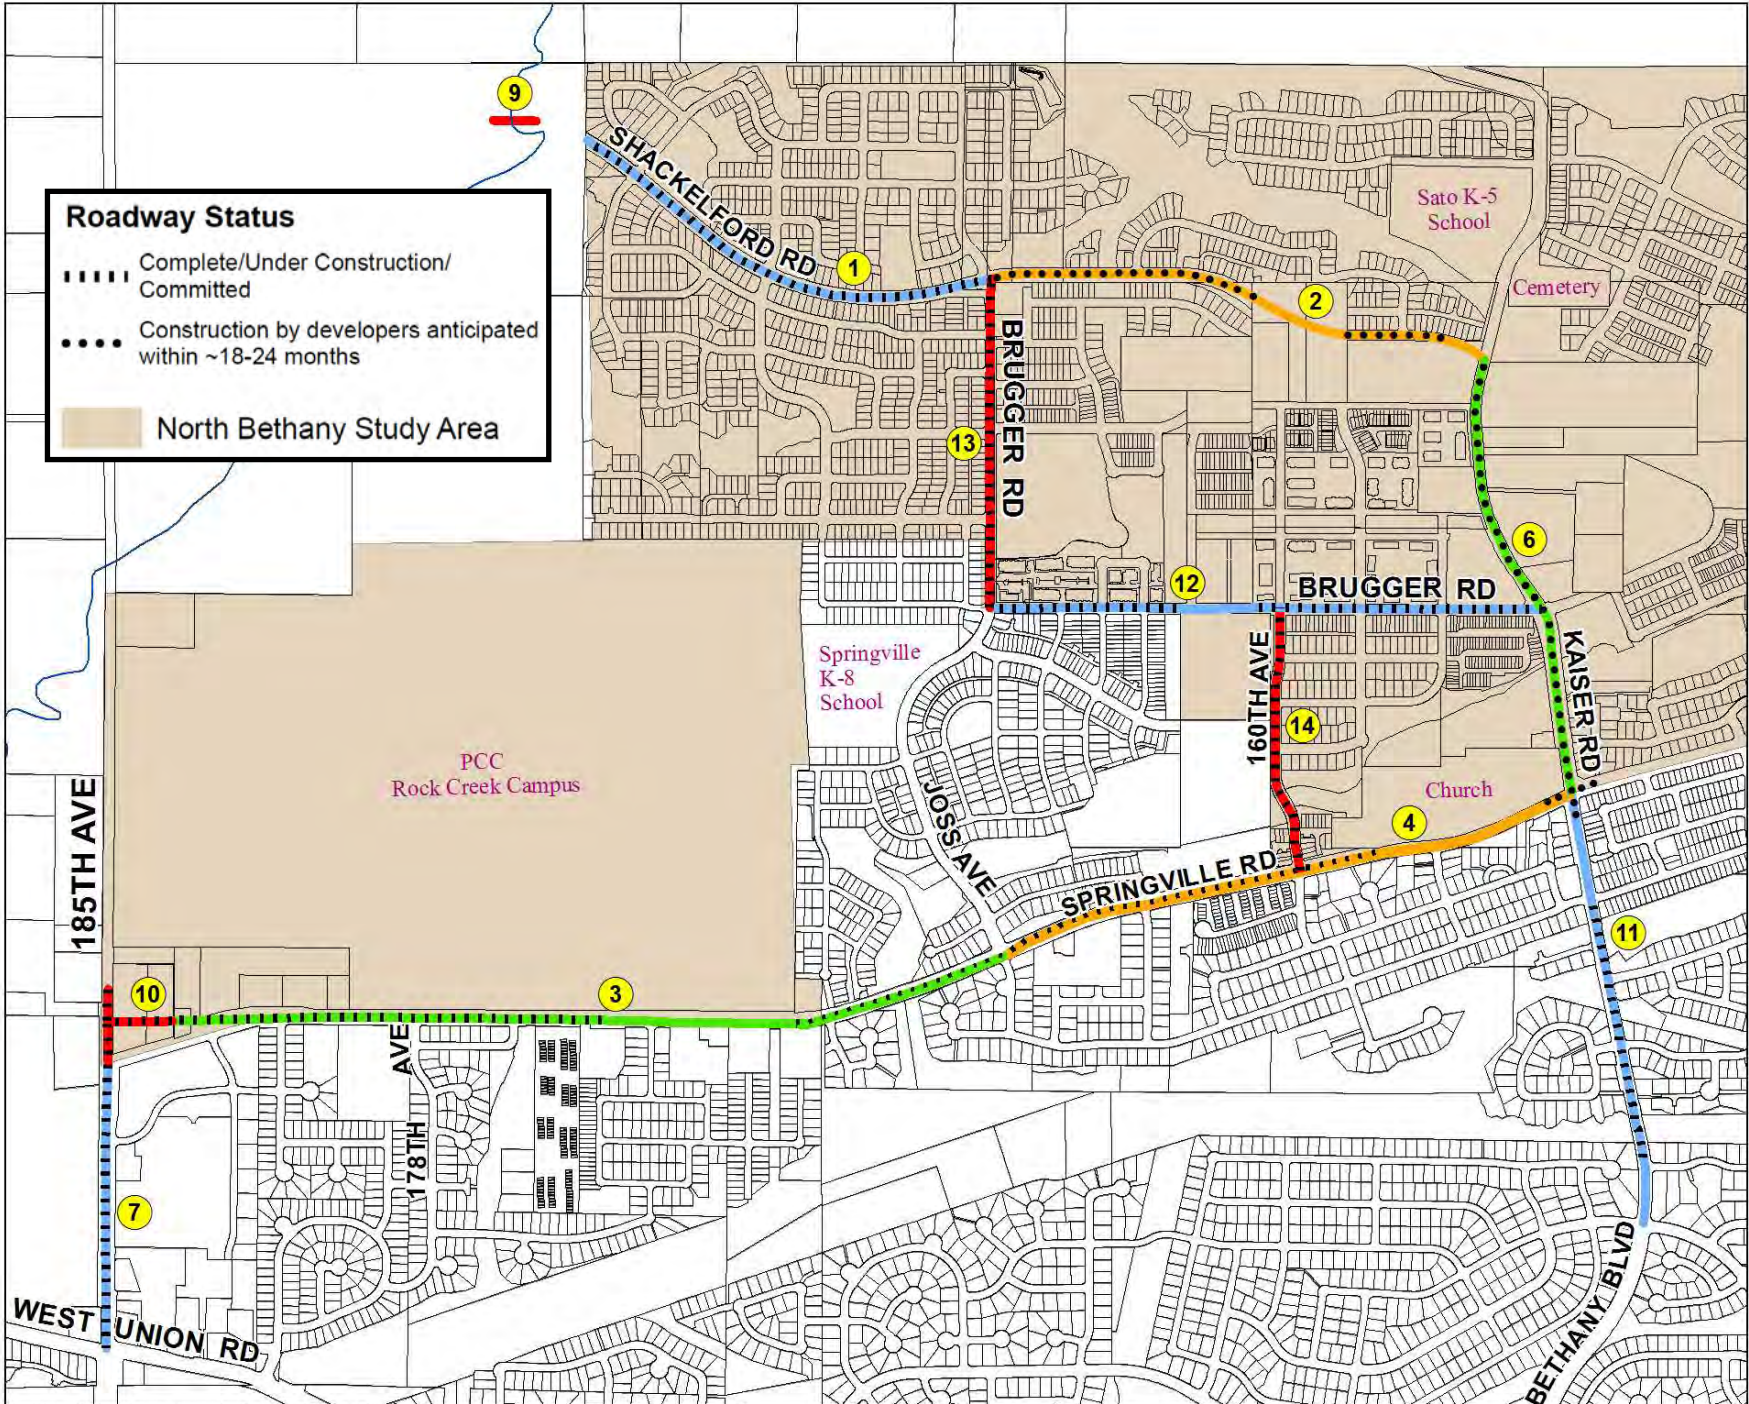 9
SHACKELFORD RD
Roadway Status
Complete/Under Construction/
Committed
Construction by developers anticipated
within ~18-24 months
North Bethany Study Area
Sato K-5
School
1
2
Cemetery
BRUGGER RD
13
6
12
BRUGGER RD
Springville
K-8
School
160TH AVE
14
KAISER RD
PCC
Rock Creek Campus
185TH AVE
JOSS AVE
Church
4
SPRINGVILLE RD
11
10
3
178TH AVE
7
WEST UNION RD
BETHANY BLVD